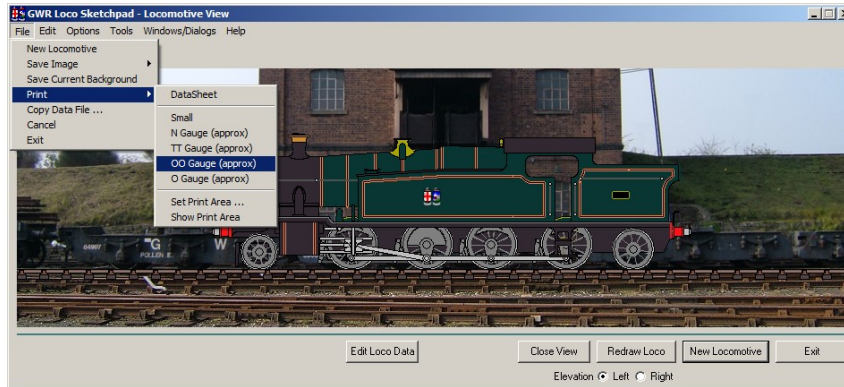 GWR Loco Sketchpad - Locomotive View
File Edit Options Tools Windows/Dialogs Help
New Locomotive
Save Image
Save Current Background
Print
Copy Data File ...
Cancel
Exit
DataSheet
Small
N Gauge (approx)
TT Gauge (approx)
OO Gauge (approx)
O Gauge (approx)
Set Print Area ...
Show Print Area
"G W
POLLEN E
Edit Loco Data Close View Redraw Loco New Locomotive Exit
Elevation Left Right